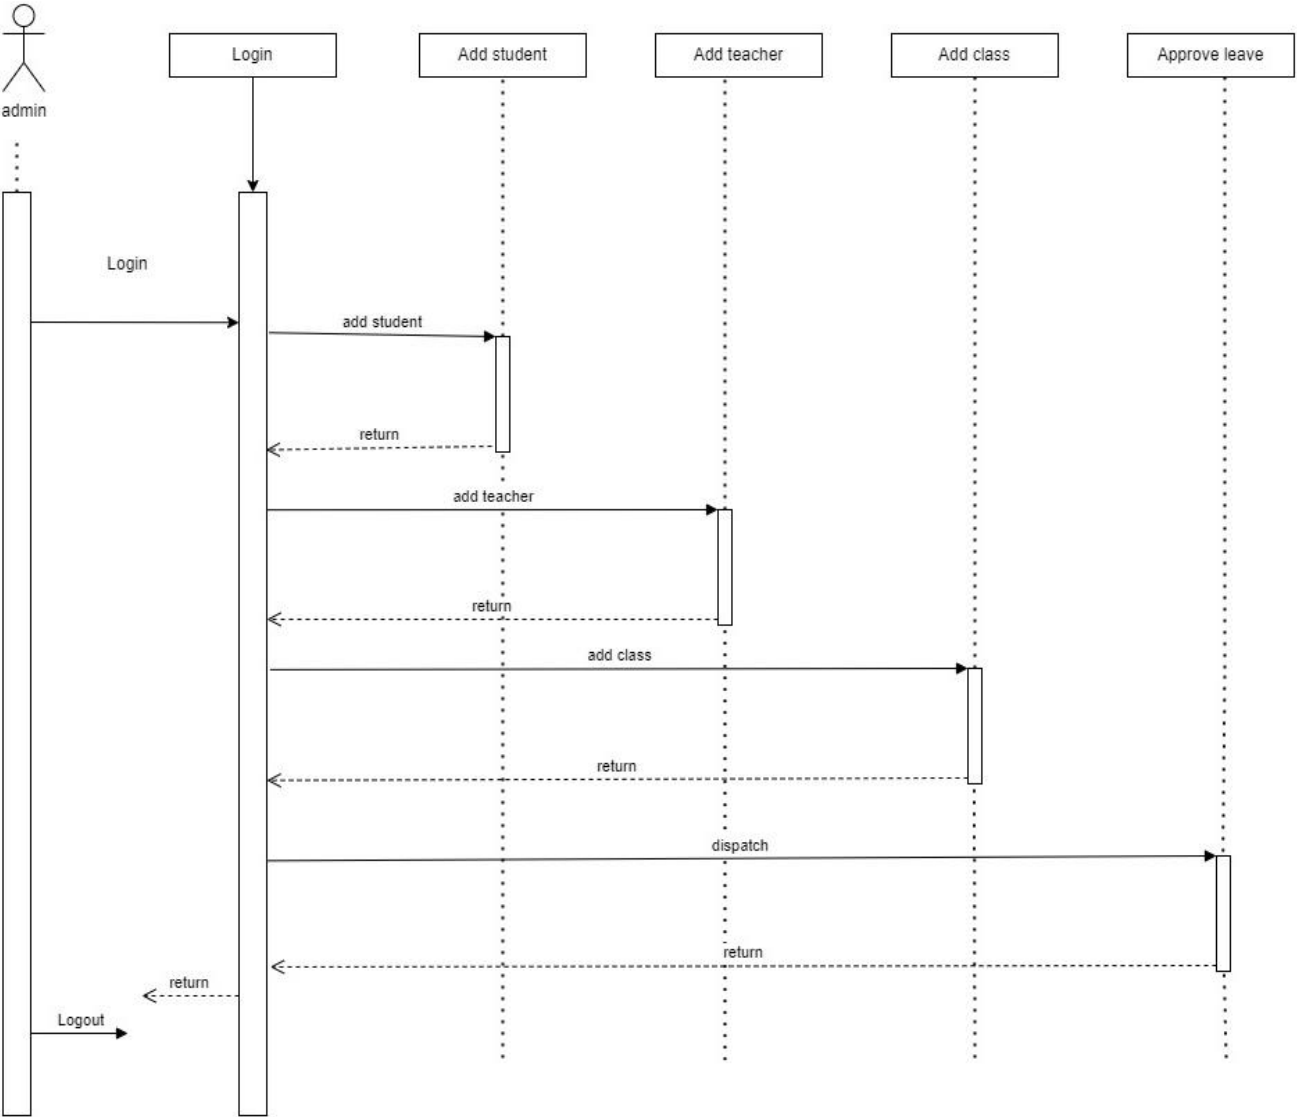 Login
Add student
Add teacher
Add class
Approve leave
admin
Login
add student
return
add teacher
return
add class
return
dispatch
return
return
Logout